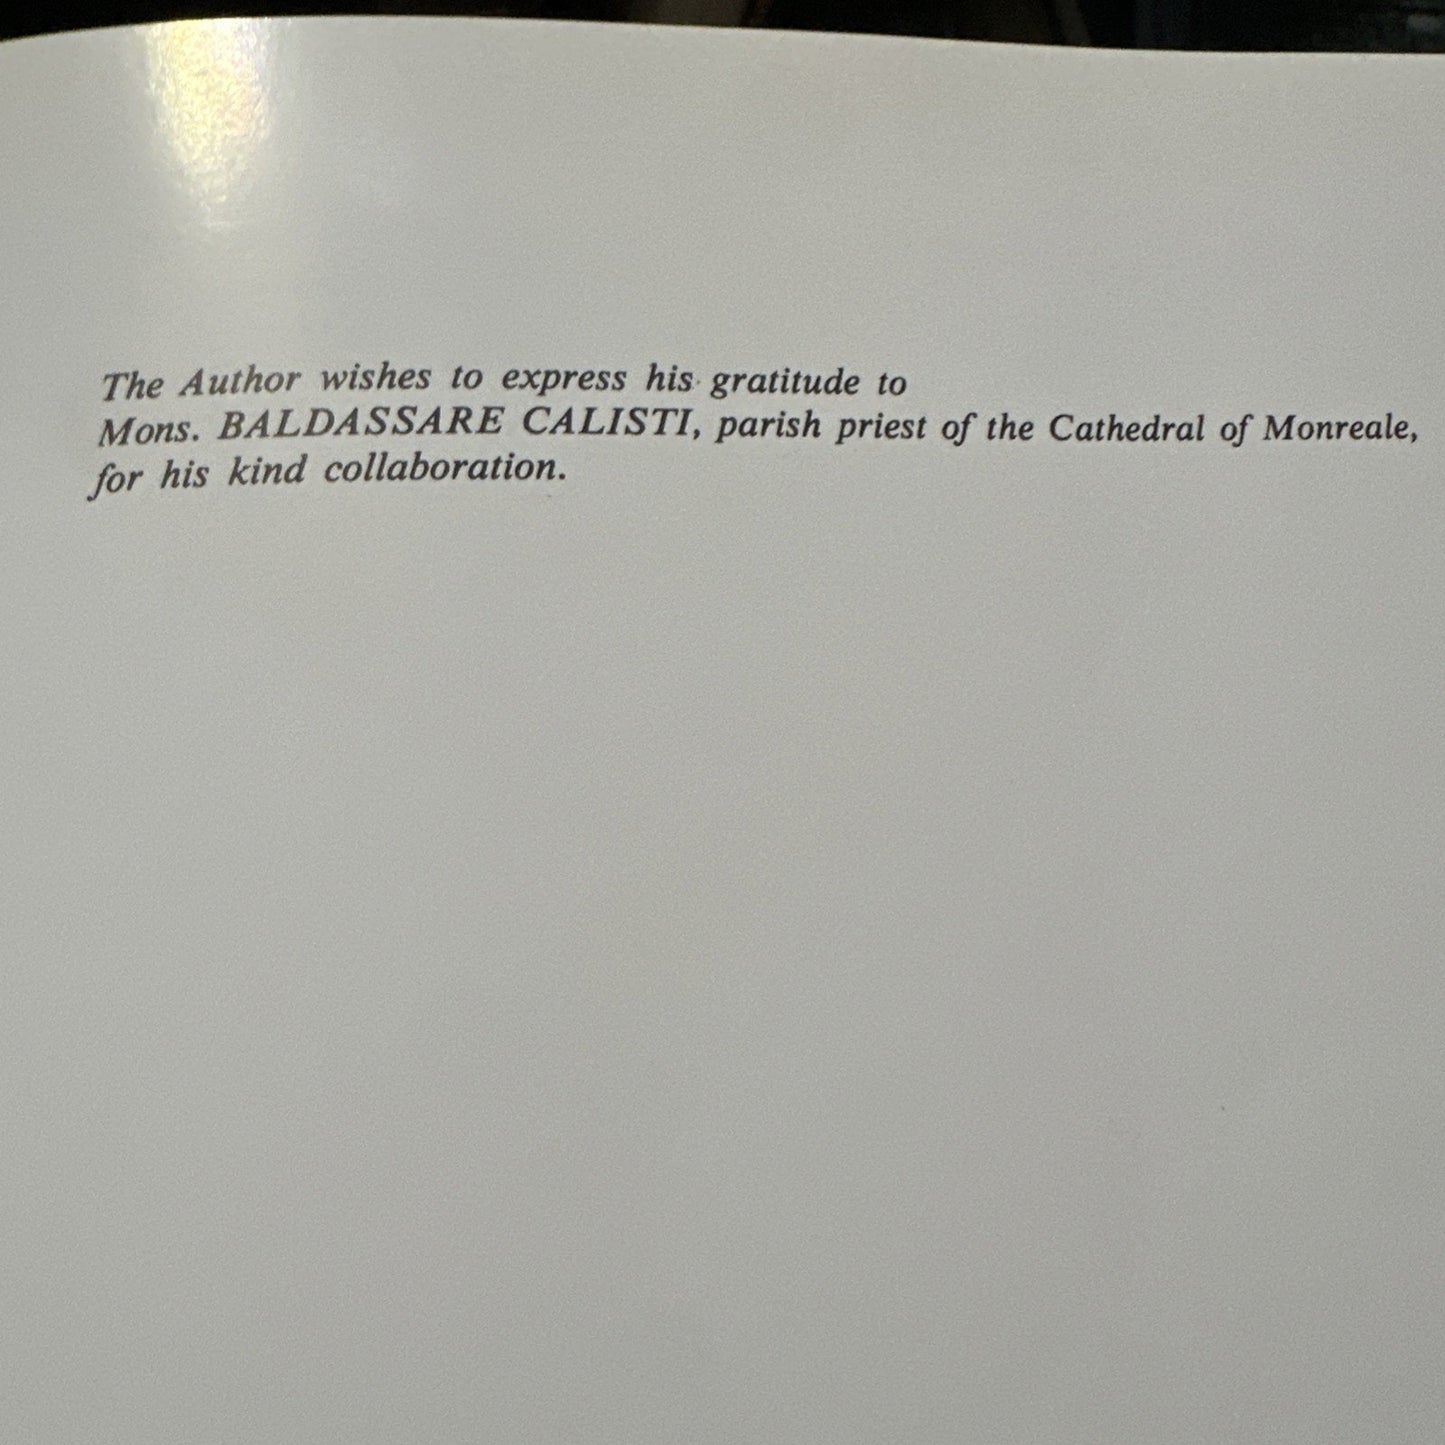 The Author wishes to express his gratitude to
Mons. BALDASSARE CALISTI, parish priest of the Cathedral of Monreale,
for his kind collaboration.